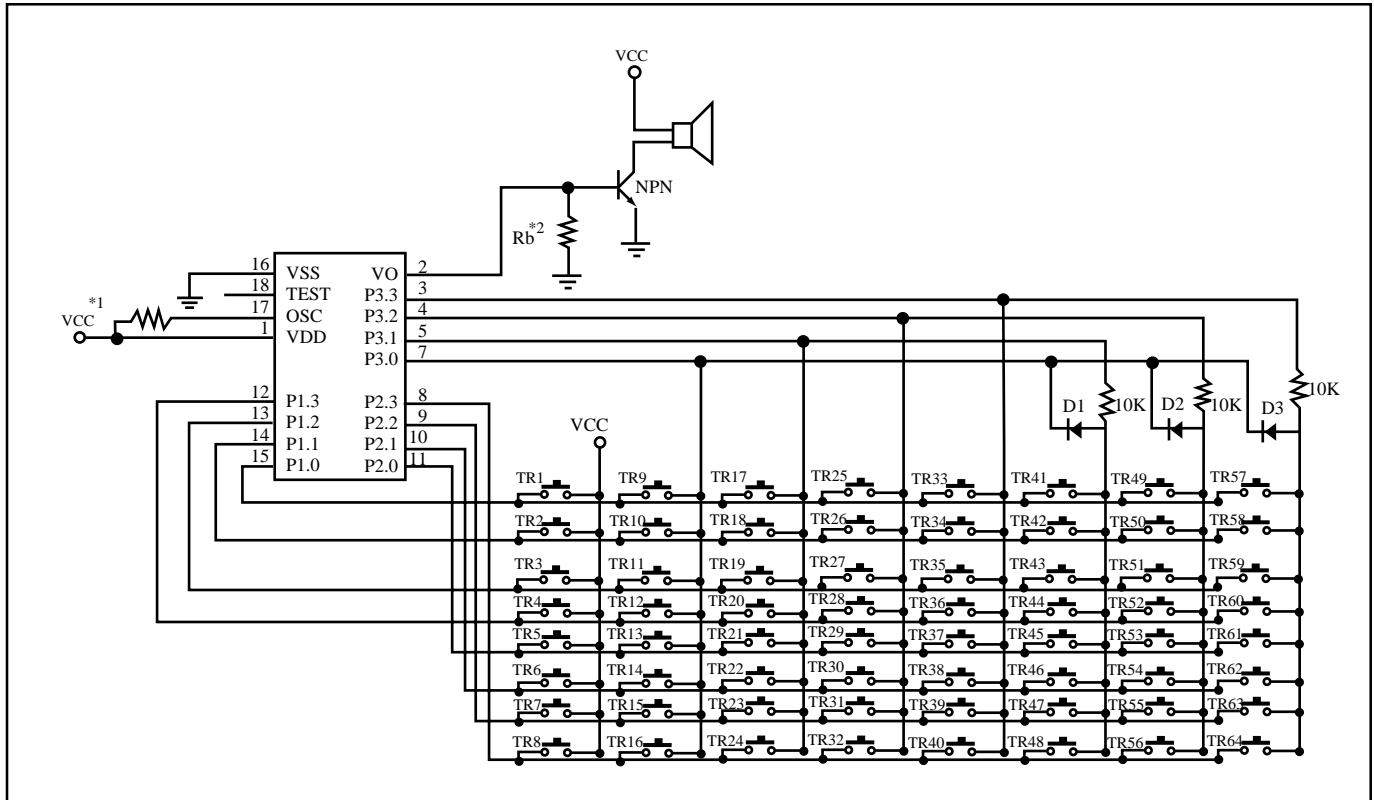 VCC
NPN
Rb*2
16 VSS VO 2
18 TEST P3.3 3
17 OSC P3.2 4
1 VDD P3.1 5
P3.0 7
*1
VCC
12 P1.3 P2.3 8
13 P1.2 P2.2 9
14 P1.1 P2.1 10
15 P1.0 P2.0 11
VCC
D1 10K D2 10K D3 10K
TR1 TR9 TR17 TR25 TR33 TR41 TR49 TR57
TR2 TR10 TR18 TR26 TR34 TR42 TR50 TR58
TR3 TR11 TR19 TR27 TR35 TR43 TR51 TR59
TR4 TR12 TR20 TR28 TR36 TR44 TR52 TR60
TR5 TR13 TR21 TR29 TR37 TR45 TR53 TR61
TR6 TR14 TR22 TR30 TR38 TR46 TR54 TR62
TR7 TR15 TR23 TR31 TR39 TR47 TR55 TR63
TR8 TR16 TR24 TR32 TR40 TR48 TR56 TR64